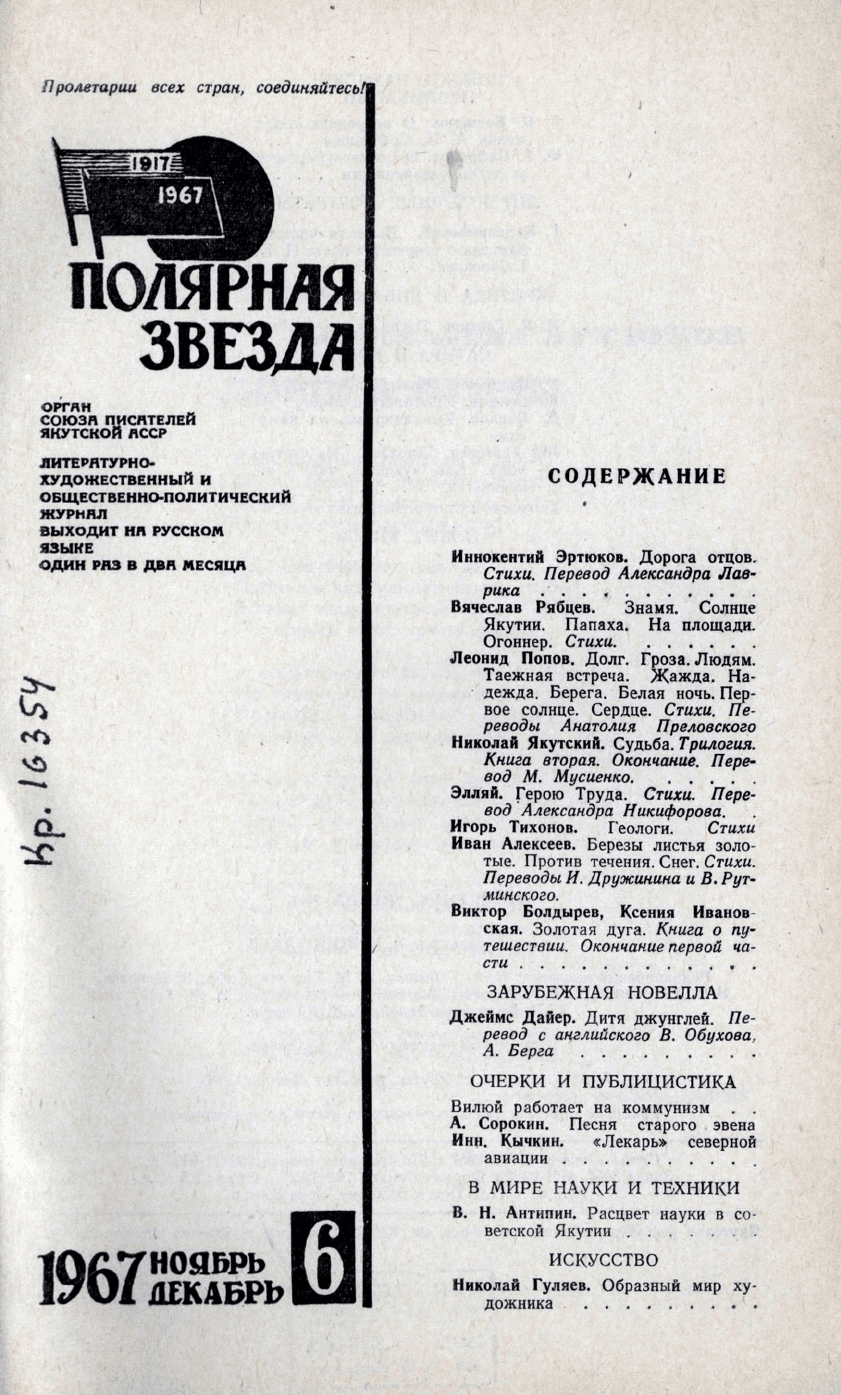 Пролетарии всех стран, соединяйтесь!
1917
1967
ПОЛЯРНАЯ
ЗВЕЗДА
ОРГАН
СОЮЗА ПИСАТЕЛЕЙ
ЯКУТСКОЙ АССР
ЛИТЕРАТУРНО-
ХУДОЖЕСТВЕННЫЙ И
ОБЩЕСТВЕННО-ПОЛИТИЧЕСКИЙ
ЖУРНАЛ
ВЫХОДИТ НА РУССКОМ
ЯЗЫКЕ
ОДИН РАЗ В ДВА МЕСЯЦА
Кр. 16354
1967 НОЯБРЬ
ДЕКАБРЬ
6
СОДЕРЖАНИЕ
Иннокентий Эртюков. Дорога отцов.
Стихи. Перевод Александра Лав-
рика . . . . . . . . . . . .
Вячеслав Рябцев. Знамя. Солнце
Якутии. Папаха. На площади.
Огоннер. Стихи. . . . . . .
Леонид Попов. Долг. Гроза. Людям.
Таежная встреча. Жажда. На-
дежда. Берега. Белая ночь. Пер-
вое солнце. Сердце. Стихи. Пе-
реводы Анатолия Преловского
Николай Якутский. Судьба. Трилогия.
Книга вторая. Окончание. Пере-
вод М. Мусиенко. . . . . .
Элляй. Герою Труда. Стихи. Пере-
вод Александра Никифорова. .
Игорь Тихонов. Геологи. Стихи
Иван Алексеев. Березы листья золо-
тые. Против течения. Снег. Стихи.
Переводы И. Дружинина и В. Рут-
минского.
Виктор Болдырев, Ксения Иванов-
ская. Золотая дуга. Книга о пу-
тешествии. Окончание первой ча-
сти . . . . . . . . . . . .
ЗАРУБЕЖНАЯ НОВЕЛЛА
Джеймс Дайер. Дитя джунглей. Пе-
ревод с английского В. Обухова,
А. Берга . . . . . . . . .
ОЧЕРКИ И ПУБЛИЦИСТИКА
Вилюй работает на коммунизм . .
А. Сорокин. Песня старого эвена
Инн. Кычкин. «Лекарь» северной
авиации . . . . . . . . . .
В МИРЕ НАУКИ И ТЕХНИКИ
В. Н. Антипин. Расцвет науки в со-
ветской Якутии . . . . . . .
ИСКУССТВО
Николай Гуляев. Образный мир ху-
дожника . . . . . . . . .